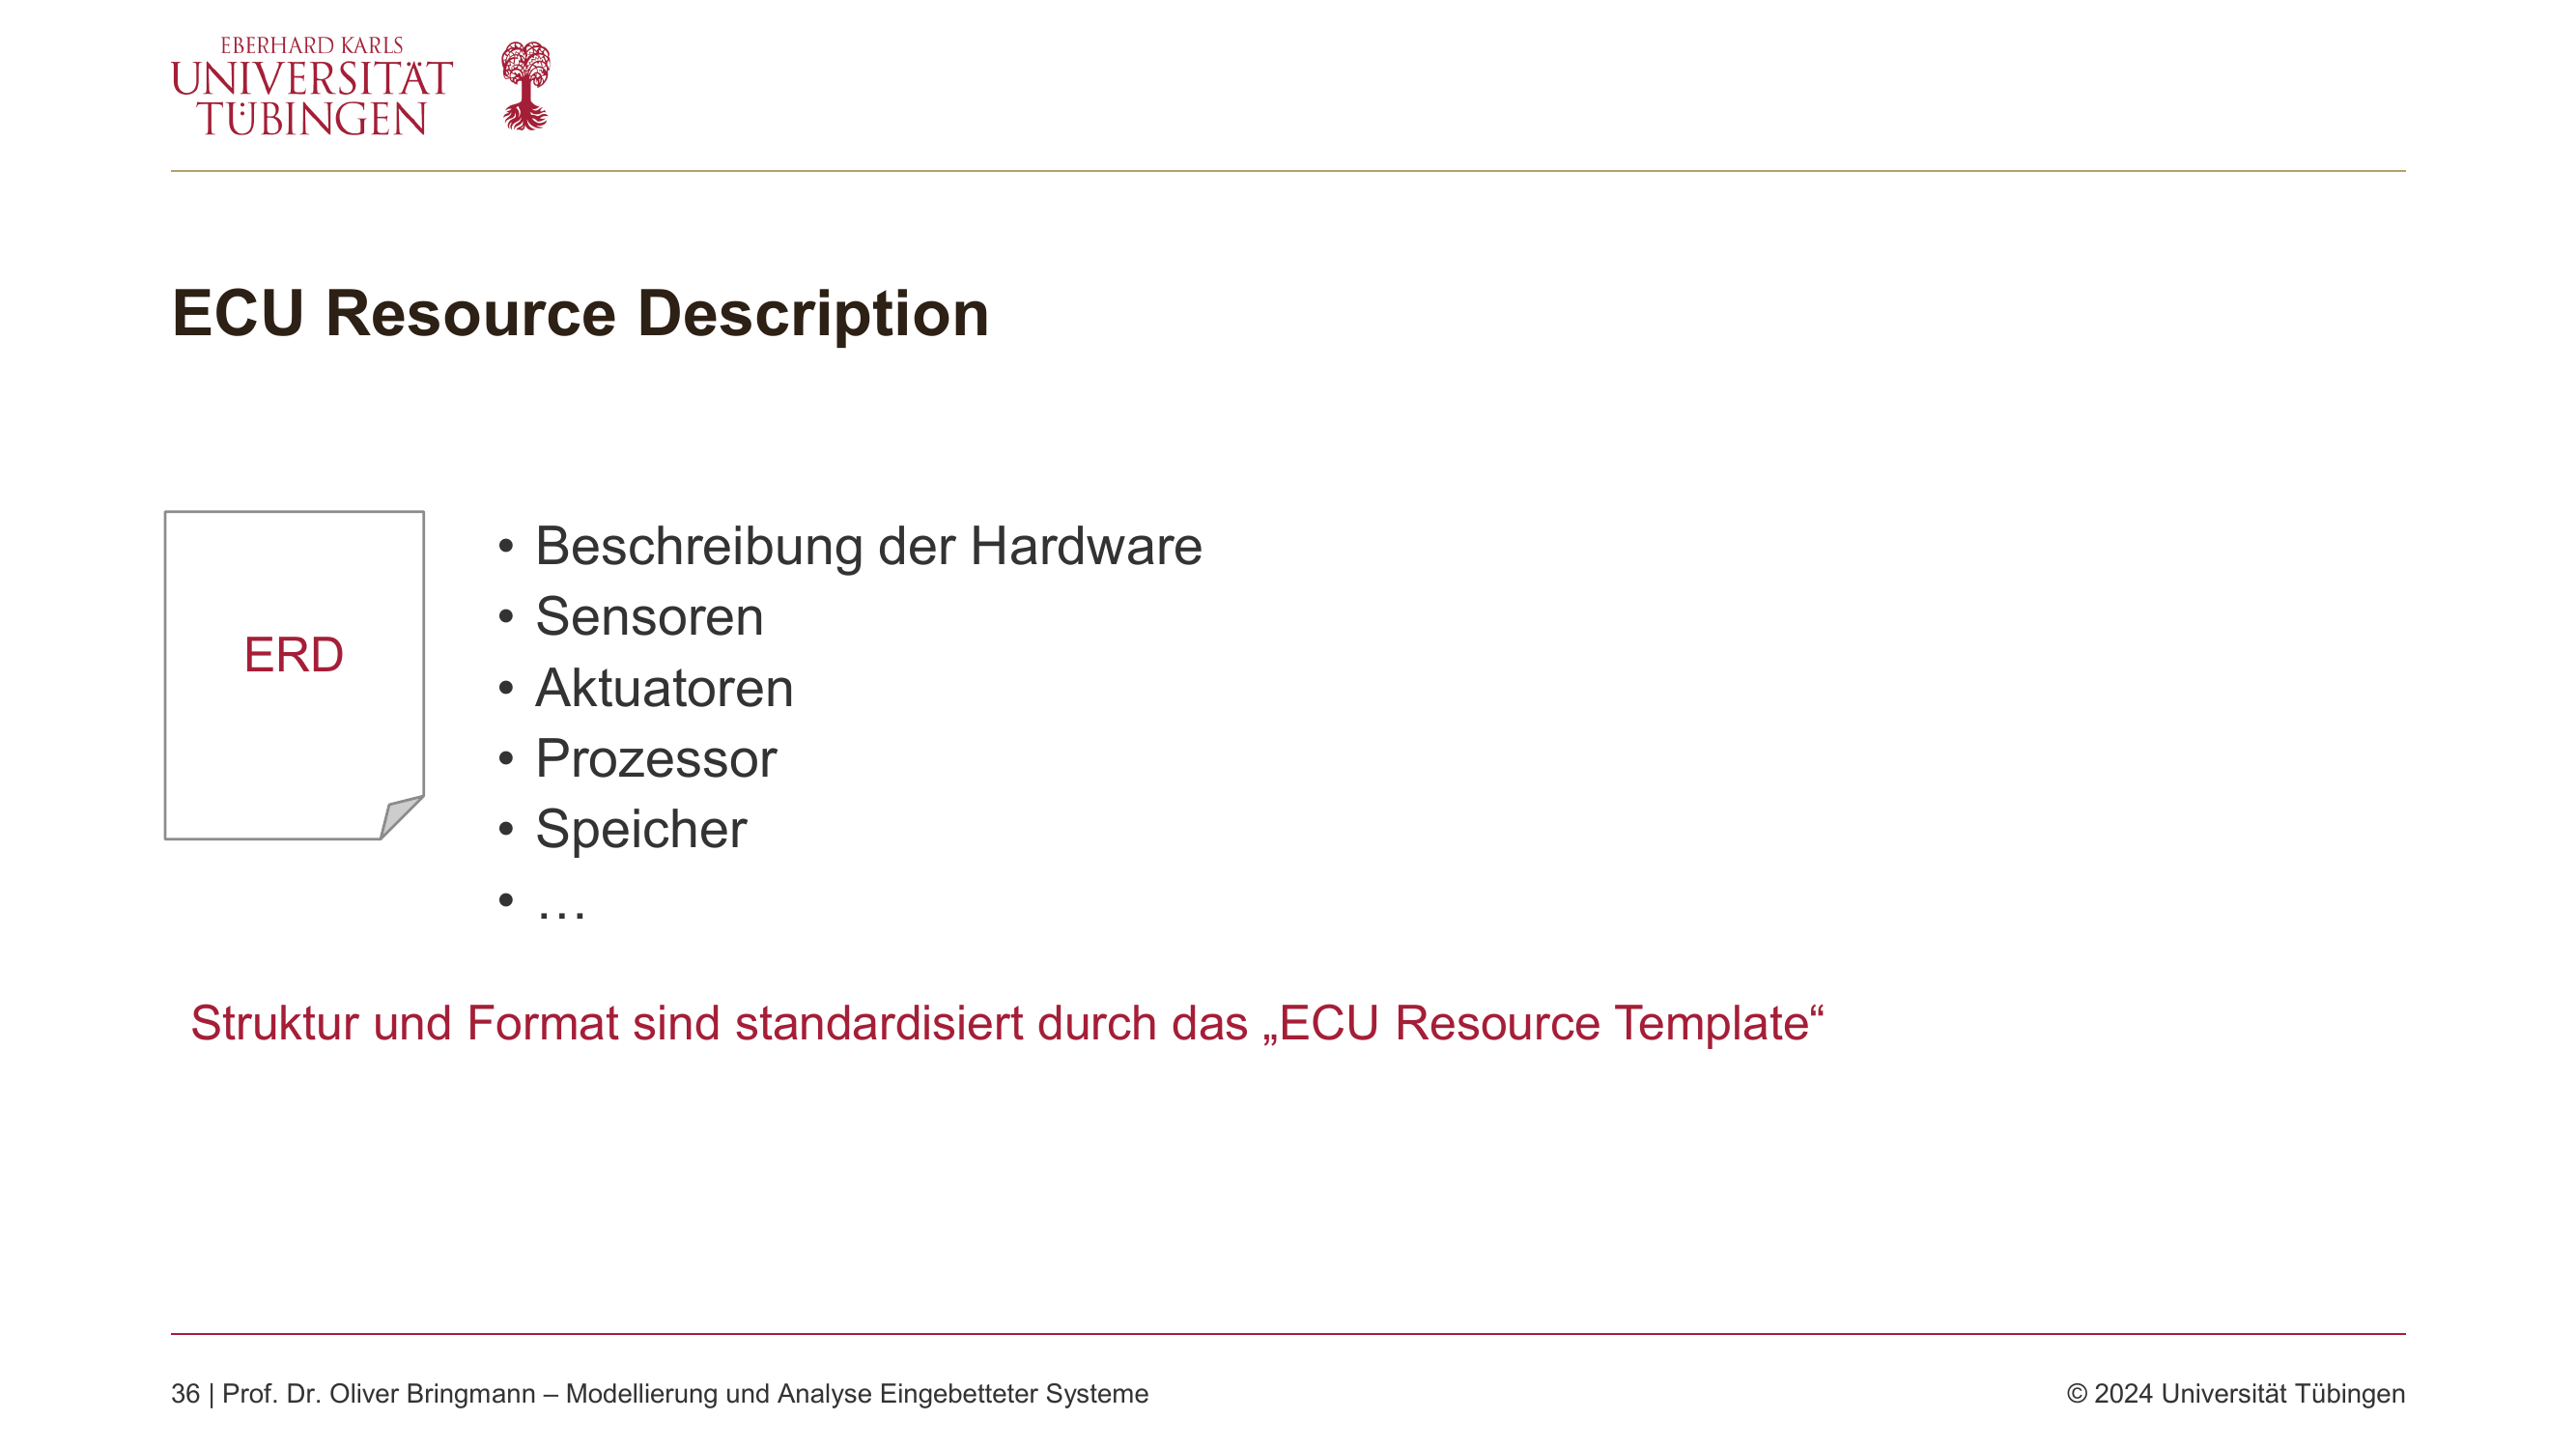 EBERHARD KARLS
UNIVERSITÄT
TÜBINGEN
ECU Resource Description
ERD
• Beschreibung der Hardware
• Sensoren
• Aktuatoren
• Prozessor
• Speicher
• …
Struktur und Format sind standardisiert durch das „ECU Resource Template“
36 | Prof. Dr. Oliver Bringmann – Modellierung und Analyse Eingebetteter Systeme
© 2024 Universität Tübingen